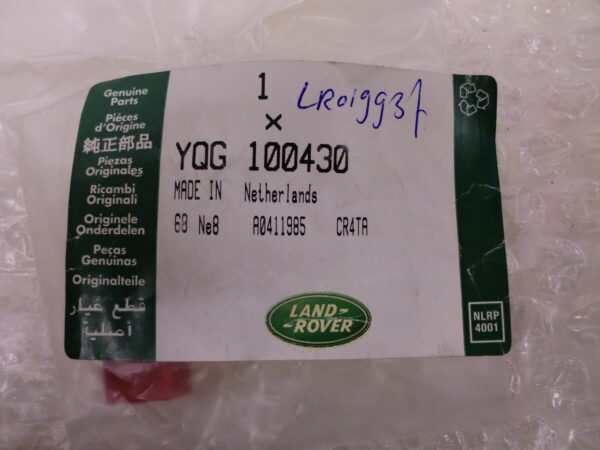 Genuine
Parts
Pièces
d'Origine
純正部品
Piezas
Originales
Ricambi
Originali
Originele
Onderdelen
Peças
Genuinas
Originalteile
قطع غيار
أصلية
1
×
LR019937
YQG 100430
MADE IN Netherlands
60 Ne8 A0411985 CR4TA
LAND-
-ROVER
NLRP
4001